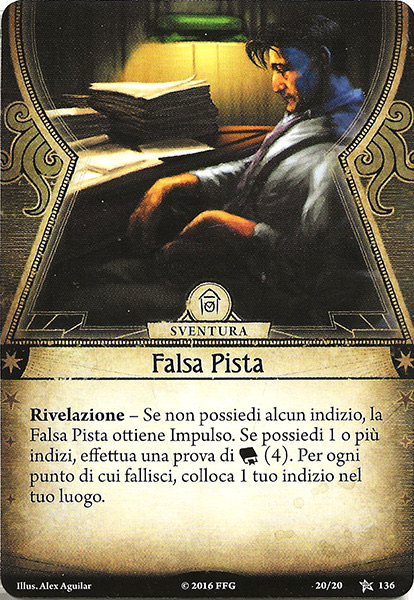 SVENTURA
Falsa Pista
Rivelazione – Se non possiedi alcun indizio, la
Falsa Pista ottiene Impulso. Se possiedi 1 o più
indizi, effettua una prova di (4). Per ogni
punto di cui fallisci, colloca 1 tuo indizio nel
tuo luogo.
Illus. Alex Aguilar © 2016 FFG 20/20 136